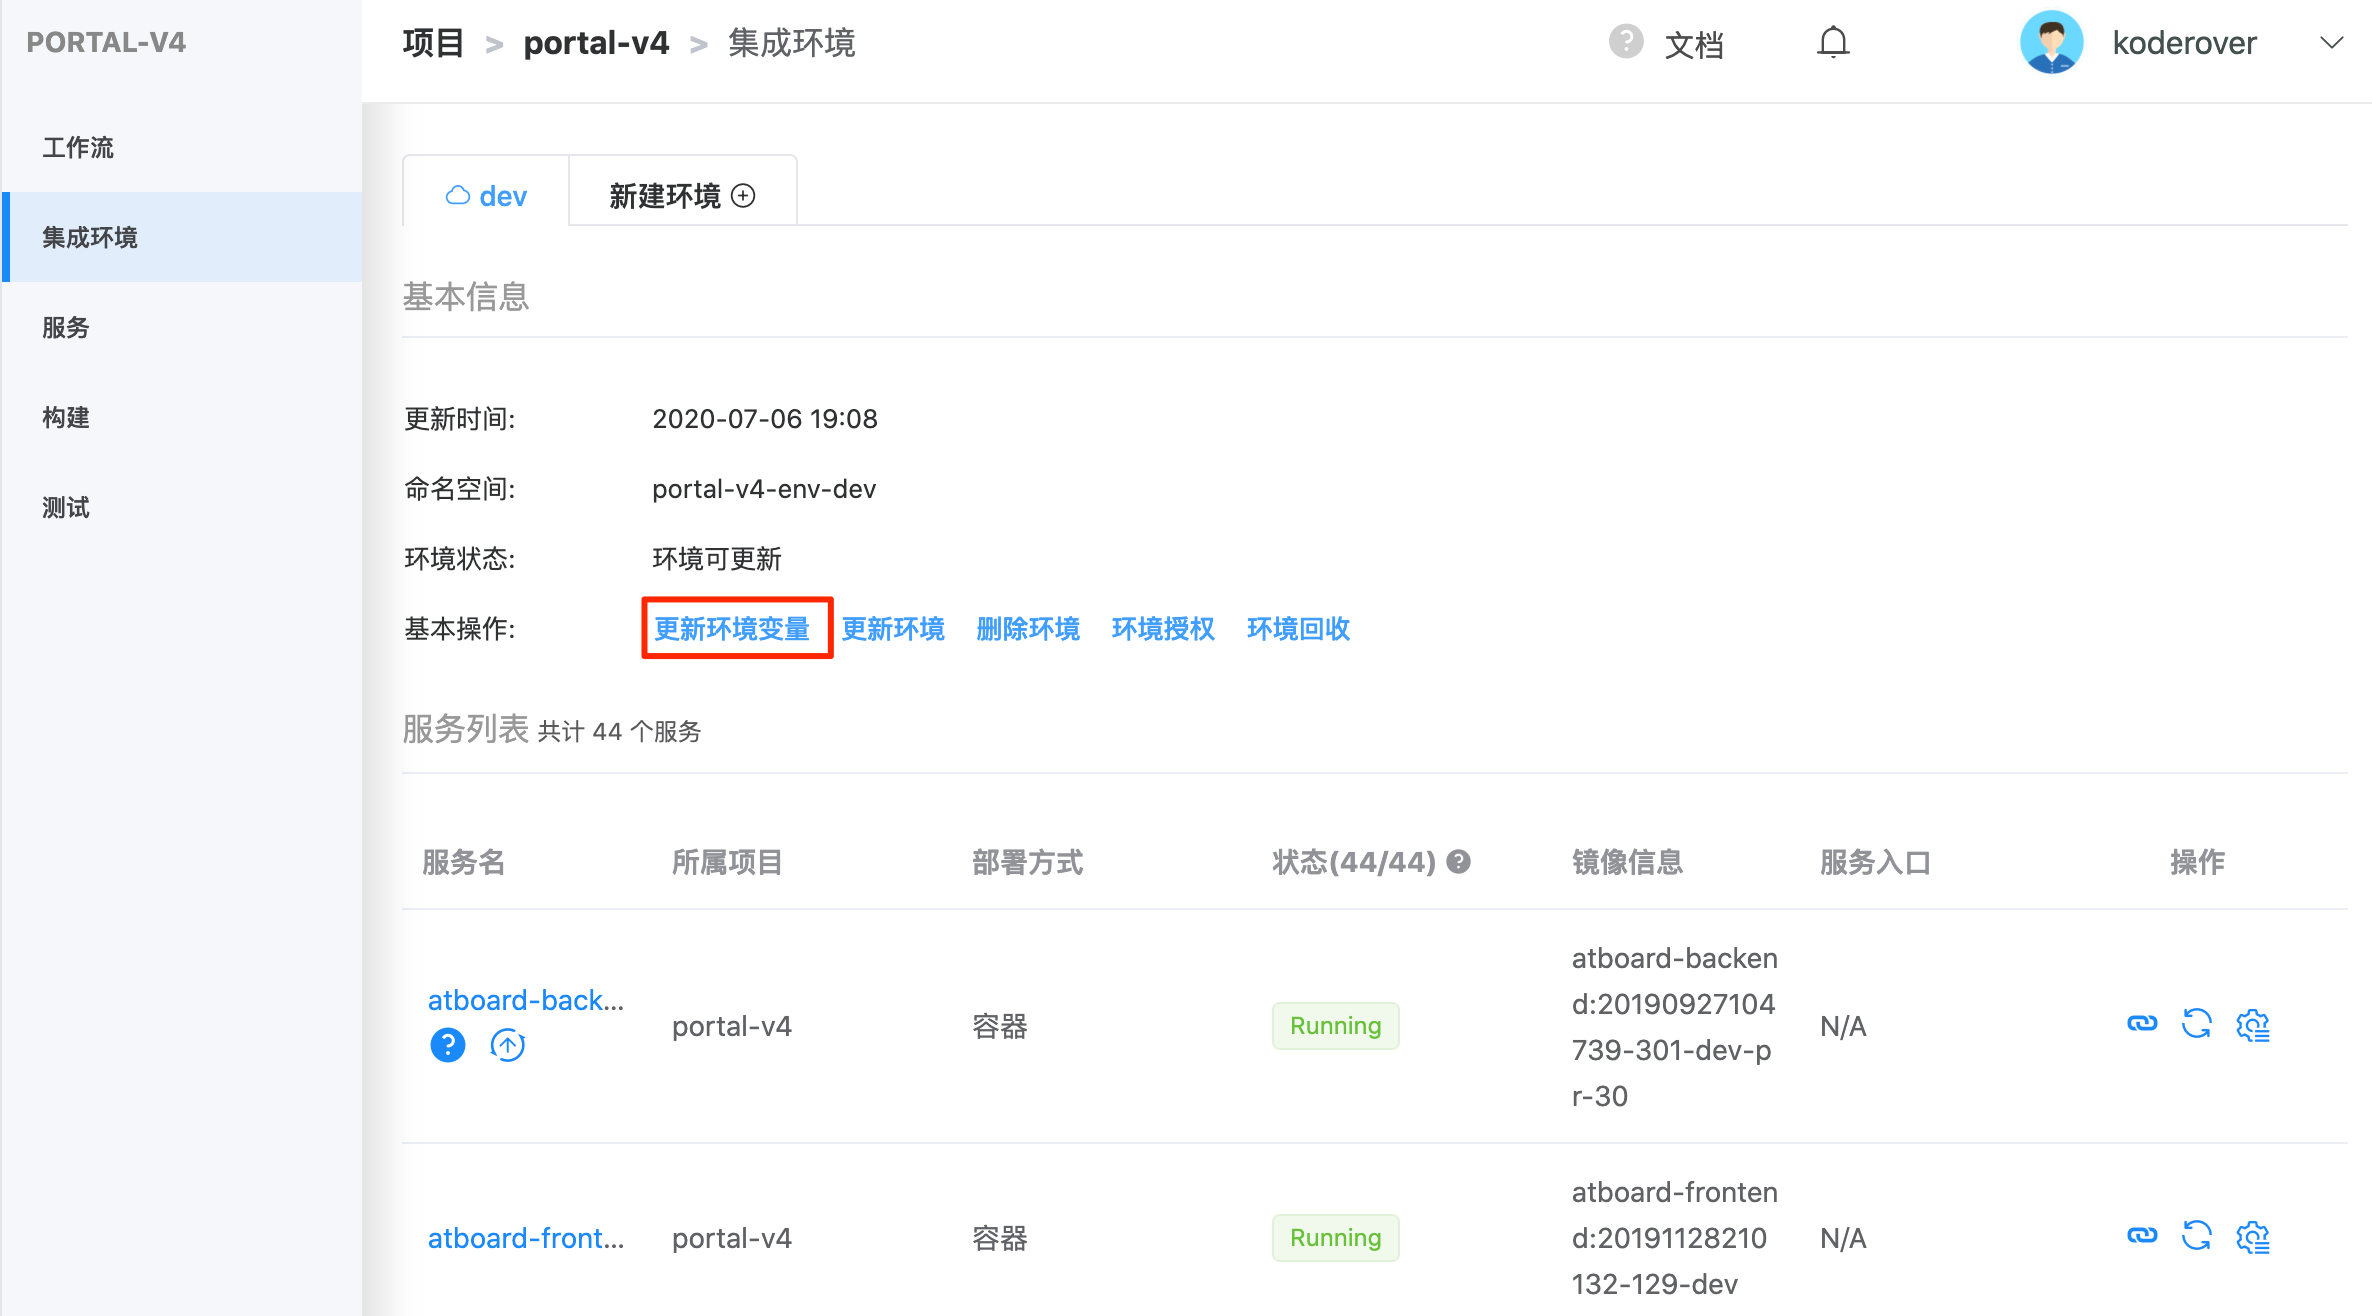 PORTAL-V4
项目 > portal-v4 > 集成环境
? 文档
koderover
工作流
集成环境
服务
构建
测试
dev
新建环境
基本信息
更新时间: 2020-07-06 19:08
命名空间: portal-v4-env-dev
环境状态: 环境可更新
基本操作: 更新环境变量 更新环境 删除环境 环境授权 环境回收
服务列表 共计 44 个服务
服务名 所属项目 部署方式 状态(44/44) ? 镜像信息 服务入口 操作
atboard-back...
?
portal-v4
容器
Running
atboard-backen
d:20190927104
739-301-dev-p
r-30
N/A
atboard-front...
portal-v4
容器
Running
atboard-fronten
d:20191128210
132-129-dev
N/A